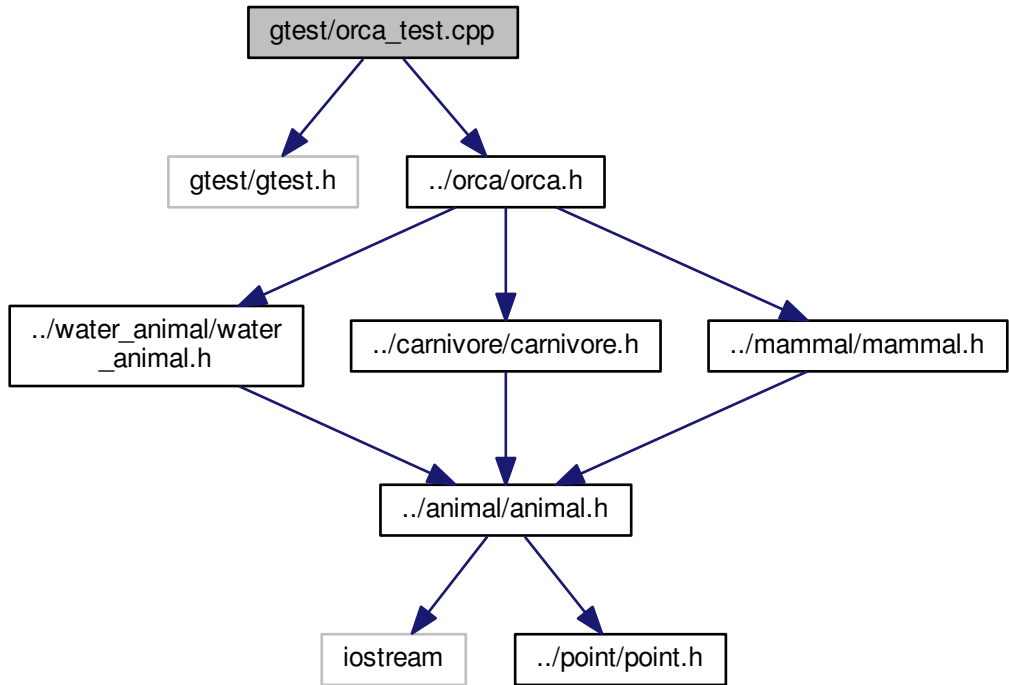 gtest/orca_test.cpp
gtest/gtest.h
../orca/orca.h
../water_animal/water
_animal.h
../carnivore/carnivore.h
../mammal/mammal.h
../animal/animal.h
iostream
../point/point.h